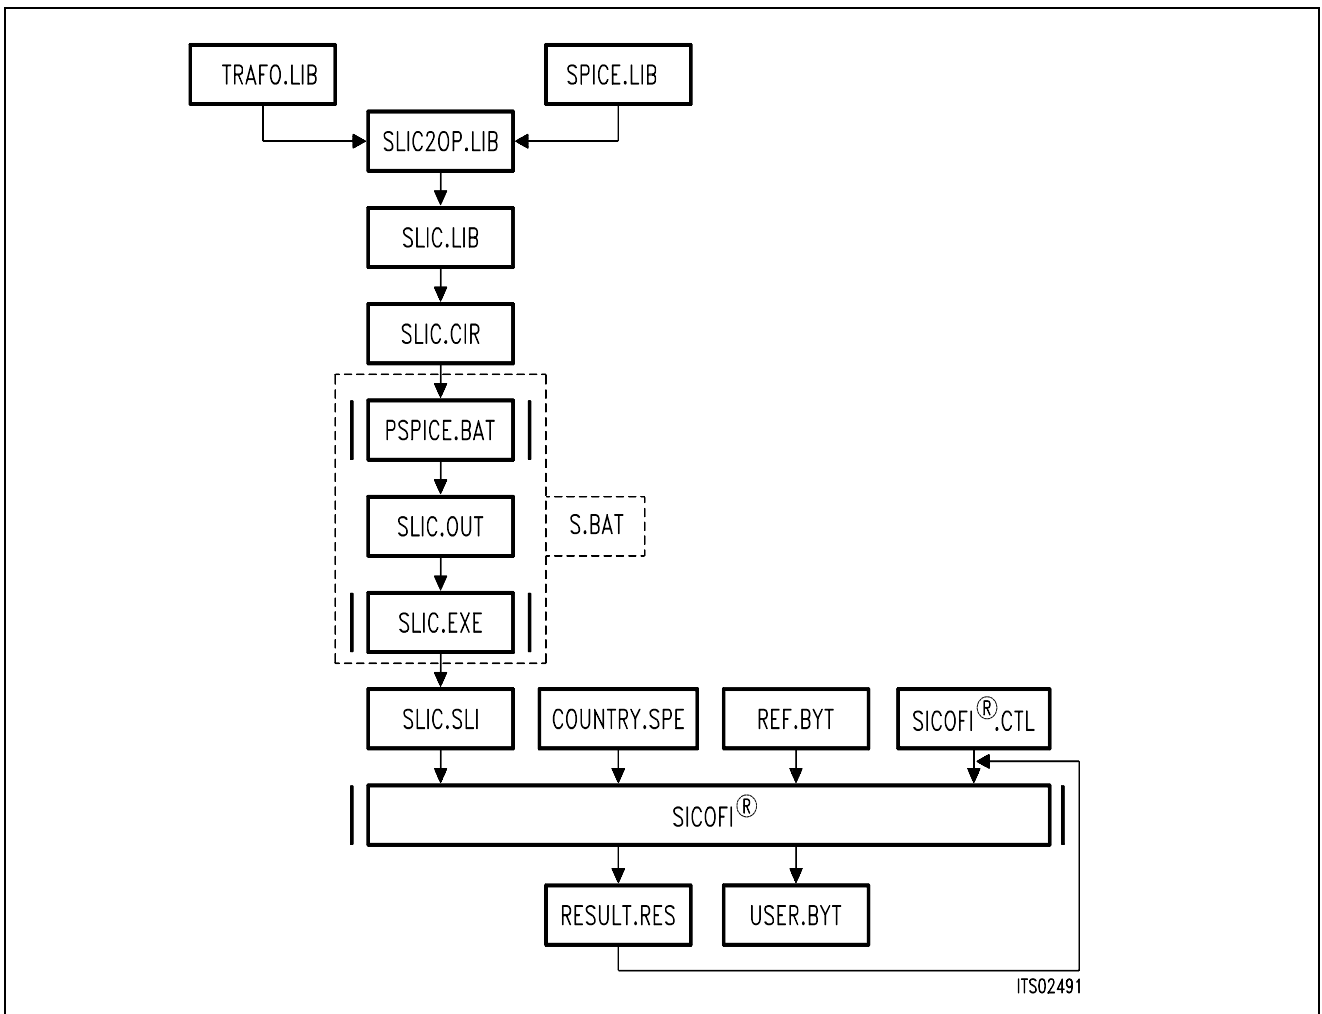 TRAFO.LIB
SPICE.LIB
SLIC2OP.LIB
SLIC.LIB
SLIC.CIR
PSPICE.BAT
SLIC.OUT
S.BAT
SLIC.EXE
SLIC.SLI
COUNTRY.SPE
REF.BYT
SICOFI®.CTL
SICOFI®
RESULT.RES
USER.BYT
ITS02491